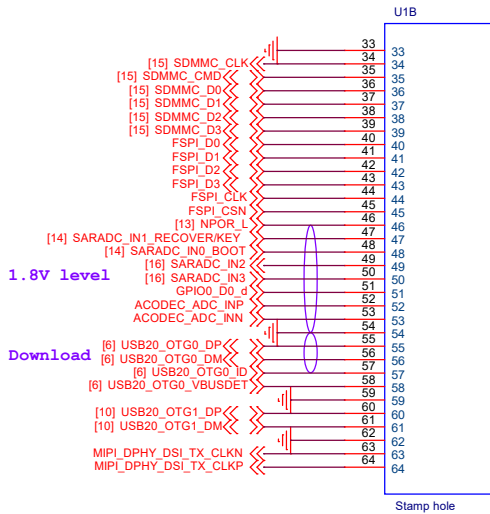 U1B
33 33
[15] SDMMC_CLK 34 34
[15] SDMMC_CMD 35 35
[15] SDMMC_D0 36 36
[15] SDMMC_D1 37 37
[15] SDMMC_D2 38 38
[15] SDMMC_D3 39 39
FSPI_D0 40 40
FSPI_D1 41 41
FSPI_D2 42 42
FSPI_D3 43 43
FSPI_CLK 44 44
FSPI_CSN 45 45
[13] NPOR_L 46 46
[14] SARADC_IN1_RECOVER/KEY 47 47
[14] SARADC_IN0_BOOT 48 48
[16] SARADC_IN2 49 49
1.8V level [16] SARADC_IN3 50 50
GPIO0_D0_d 51 51
ACODEC_ADC_INP 52 52
ACODEC_ADC_INN 53 53
54 54
[6] USB20_OTG0_DP 55 55
Download [6] USB20_OTG0_DM 56 56
[6] USB20_OTG0_ID 57 57
[6] USB20_OTG0_VBUSDET 58 58
59 59
[10] USB20_OTG1_DP 60 60
[10] USB20_OTG1_DM 61 61
62 62
MIPI_DPHY_DSI_TX_CLKN 63 63
MIPI_DPHY_DSI_TX_CLKP 64 64
Stamp hole